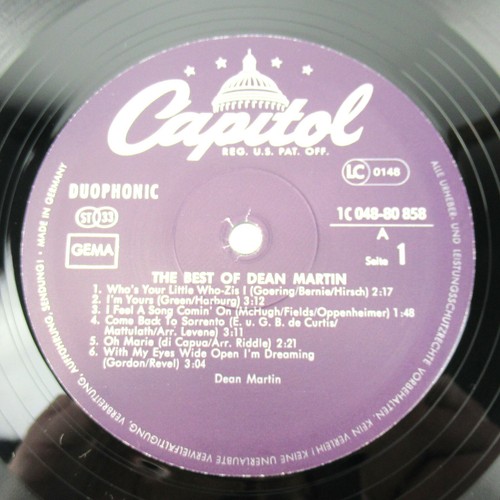 Capitol
REG. U.S. PAT. OFF.
DUOPHONIC
ST 33
GEMA
LC 0148
1C 048-80 858
A
Seite 1
THE BEST OF DEAN MARTIN
1. Who's Your Little Who-Zis I (Goering/Bernie/Hirsch) 2:17
2. I'm Yours (Green/Harburg) 3:12
3. I Feel A Song Comin' On (McHugh/Fields/Oppenheimer) 1:48
4. Come Back To Sorrento (E. u. G. B. de Curtis/
Mattulath/Arr. Levene) 3:11
5. Oh Marie (di Capua/Arr. Riddle) 2:21
6. With My Eyes Wide Open I'm Dreaming
(Gordon/Revel) 3:04
Dean Martin
ALLE URHEBER- UND LEISTUNGSSCHUTZRECHTE VORBEHALTEN. KEIN VERLEIH! KEINE UNERLAUBTE VERVIELFÄLTIGUNG, VERBREITUNG, AUFFÜHRUNG, SENDUNG! · MADE IN GERMANY